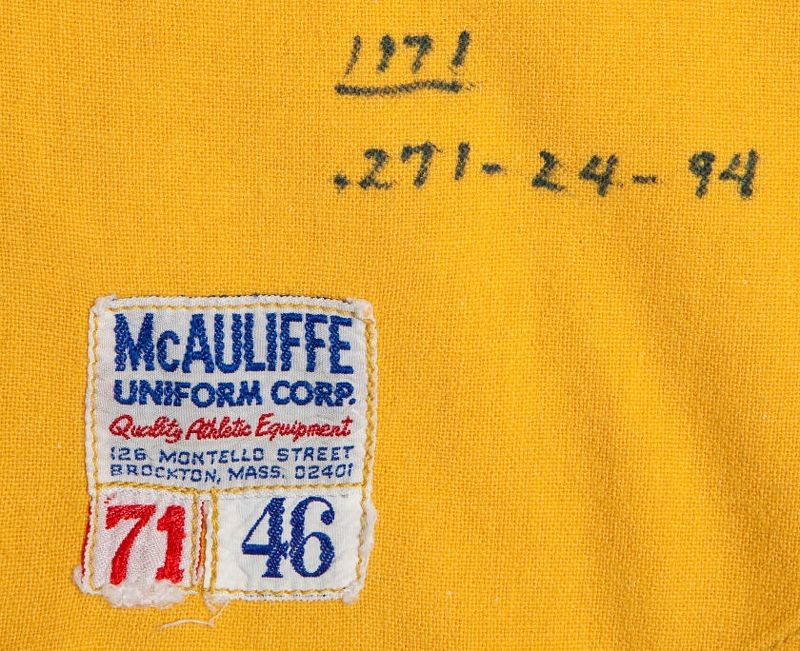 1971
.271-24-94
McAULIFFE
UNIFORM CORP.
Quality Athletic Equipment
126 MONTELLO STREET
BROCKTON, MASS. 02401
71 46